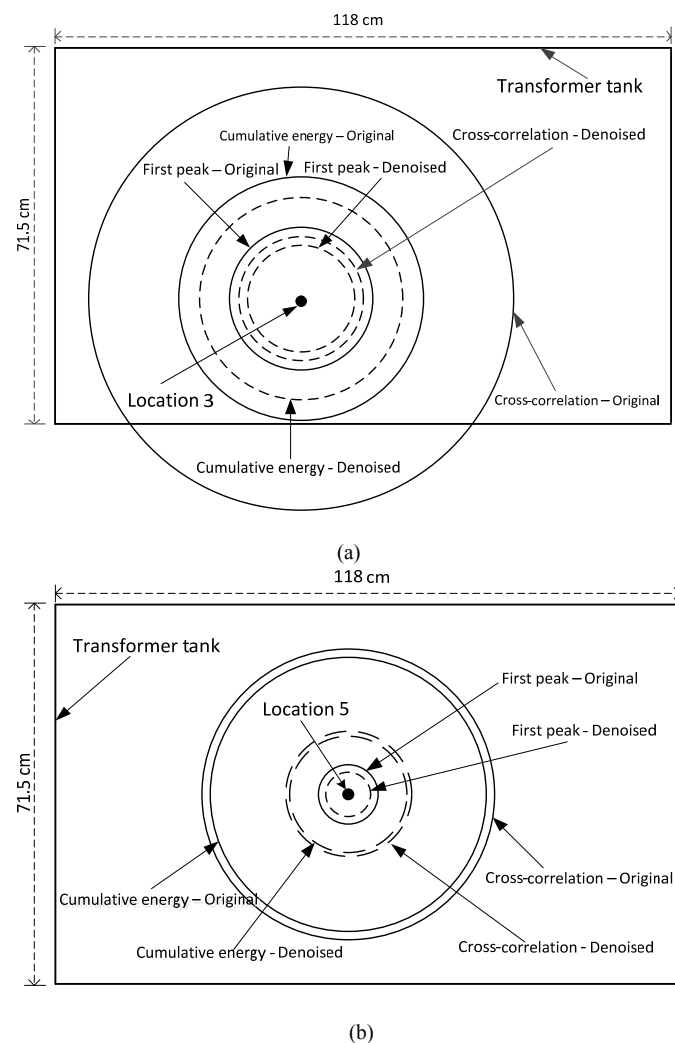 118 cm
Transformer tank
Cumulative energy – Original
Cross-correlation - Denoised
First peak – Original
First peak - Denoised
71.5 cm
Location 3
Cross-correlation – Original
Cumulative energy - Denoised
(a)
118 cm
Transformer tank
First peak – Original
Location 5
First peak - Denoised
71.5 cm
Cross-correlation – Original
Cumulative energy – Original
Cumulative energy - Denoised
Cross-correlation - Denoised
(b)